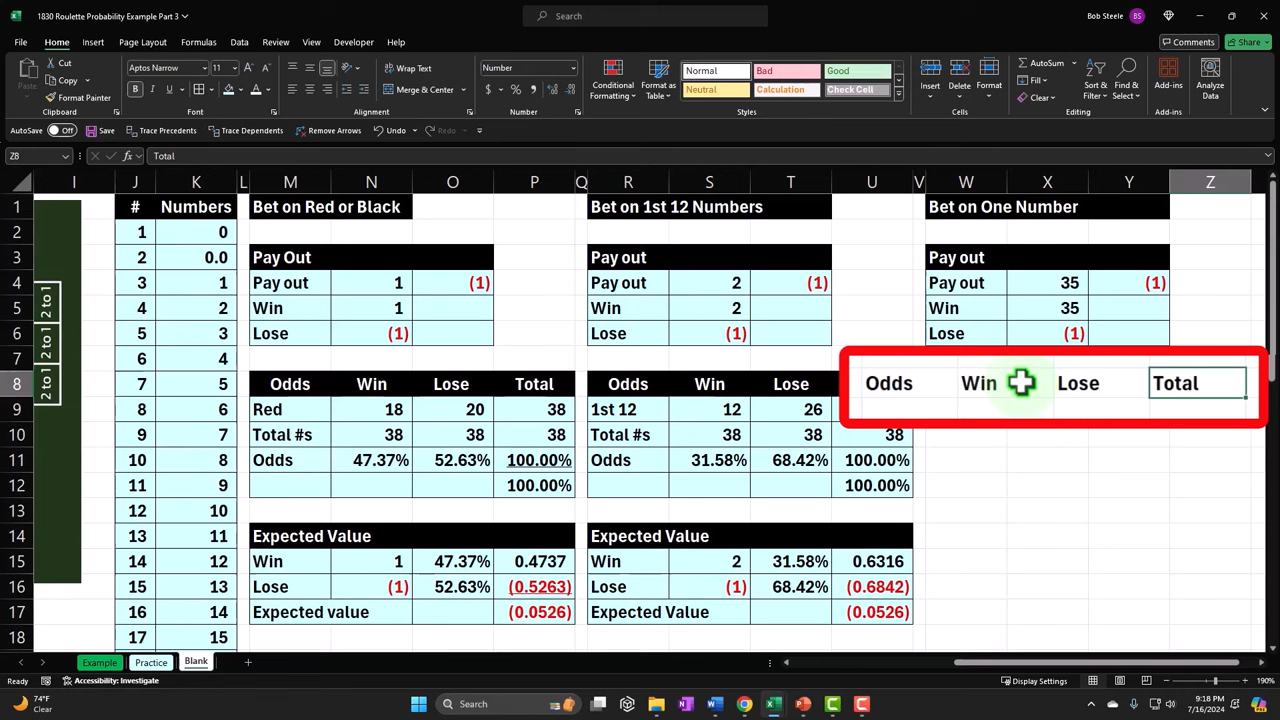 1830 Roulette Probability Example Part 3
Search
Bob Steele BS
File Home Insert Page Layout Formulas Data Review View Developer Help Comments Share
Cut
Copy
Paste
Format Painter
Clipboard
Aptos Narrow 11
B I U
Font
Wrap Text
Merge & Center
Alignment
Number
Number
Conditional Formatting
Format as Table
Normal Bad Good
Neutral Calculation Check Cell
Styles
Insert Delete Format
Cells
AutoSum
Fill
Clear
Sort & Filter
Find & Select
Editing
Add-ins
Add-ins
Analyze Data
AutoSave Off Save Trace Precedents Trace Dependents Remove Arrows Undo Redo
Z8 fx Total
I J K L M N O P Q R S T U V W X Y Z
1 # Numbers Bet on Red or Black Bet on 1st 12 Numbers Bet on One Number
2 1 0
3 2 0.0 Pay Out Pay out Payout
4 3 1 Pay out 1 (1) Pay out 2 (1) Pay out 35 (1)
5 4 2 Win 1 Win 2 Win 35
6 5 3 Lose (1) Lose (1) Lose (1)
7 6 4
8 7 5 Odds Win Lose Total Odds Win Lose Odds Win Lose Total
9 8 6 Red 18 20 38 1st 12 12 26
10 9 7 Total #s 38 38 38 Total #s 38 38 38
11 10 8 Odds 47.37% 52.63% 100.00% Odds 31.58% 68.42% 100.00%
12 11 9 100.00% 100.00%
13 12 10
14 13 11 Expected Value Expected Value
15 14 12 Win 1 47.37% 0.4737 Win 2 31.58% 0.6316
16 15 13 Lose (1) 52.63% (0.5263) Lose (1) 68.42% (0.6842)
17 16 14 Expected value (0.0526) Expected Value (0.0526)
18 17 15
2 to 1
2 to 1
2 to 1
Example Practice Blank
Ready Accessibility: Investigate Display Settings 190%
74°F
Clear
Search
9:18 PM
7/16/2024